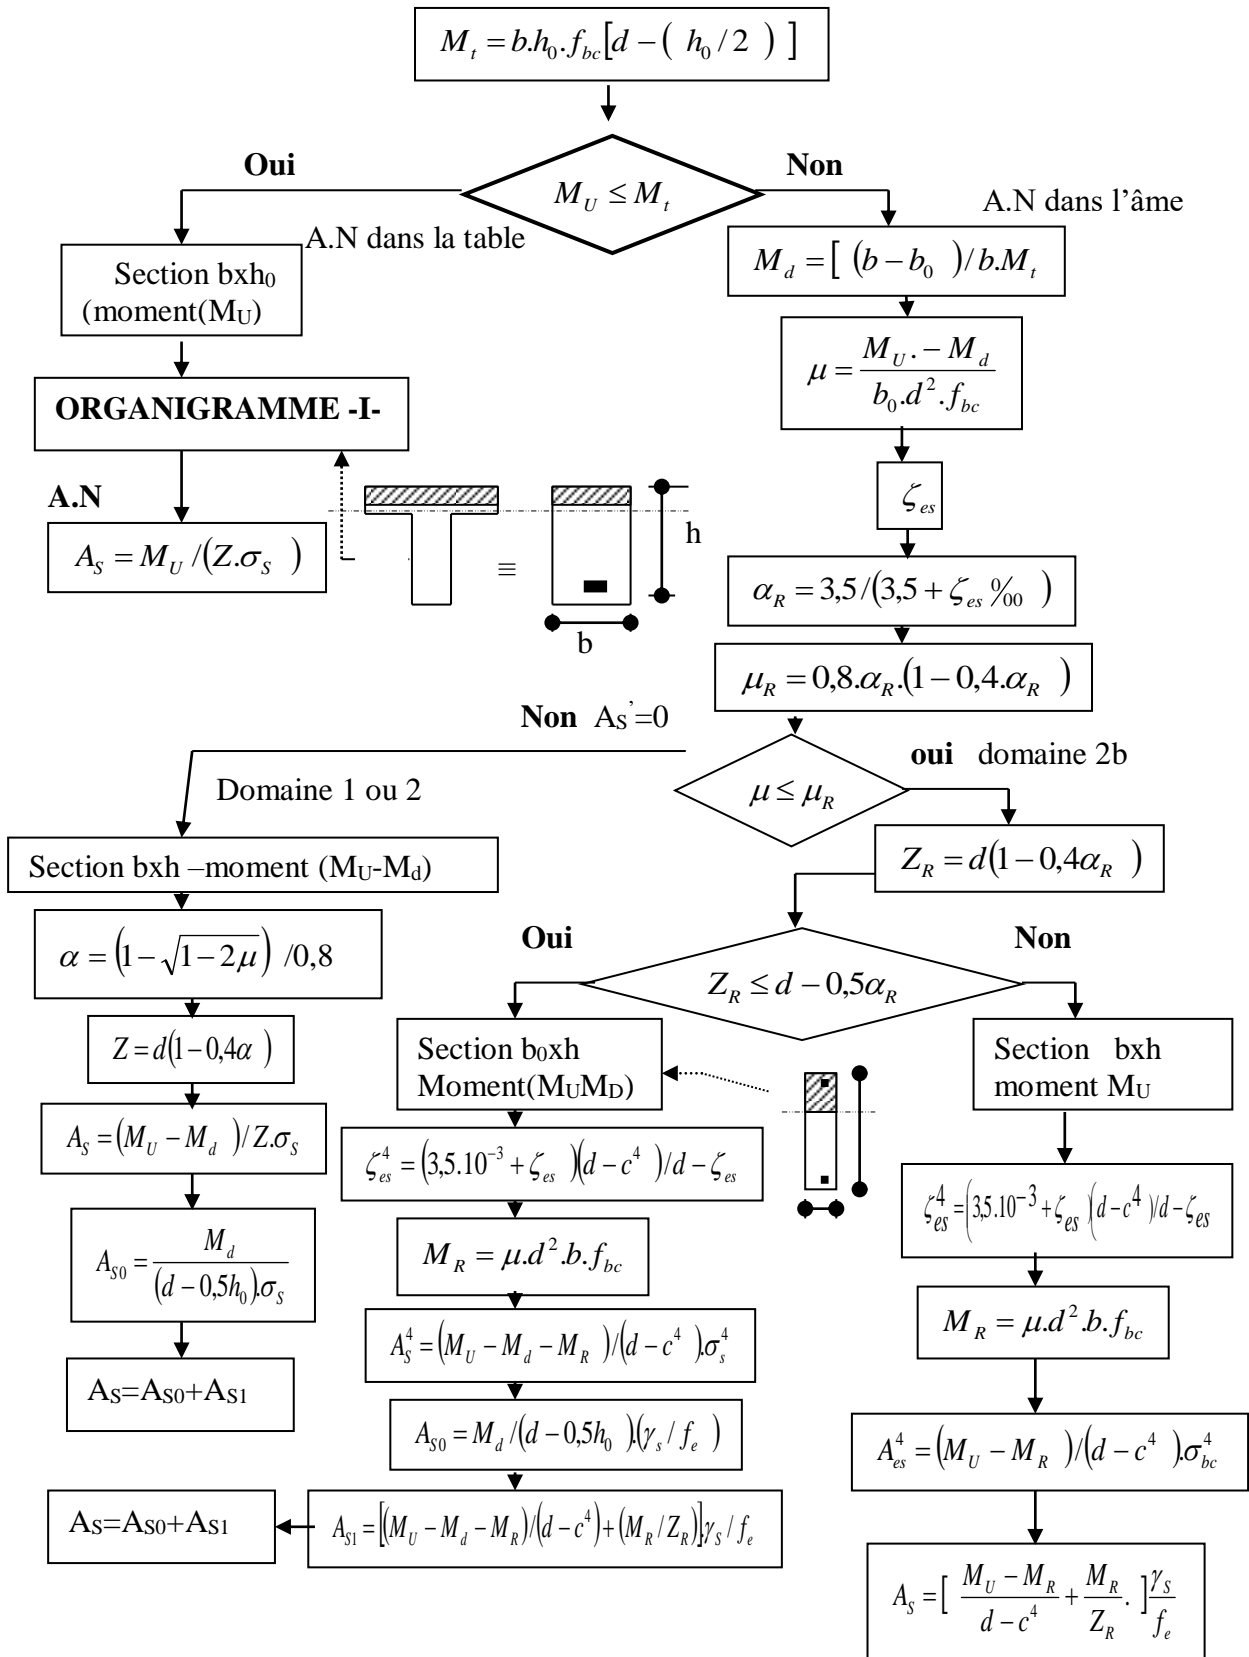 M_t = b.h_0.f_bc[d − ( h_0/2 ) ]
Oui
Non
M_U ≤ M_t
A.N dans la table
A.N dans l’âme
Section bxh_0
(moment(M_U)
M_d = [ (b − b_0 )/b.M_t
μ = (M_U. − M_d) / (b_0.d^2.f_bc)
ORGANIGRAMME -I-
ζ_es
A.N
A_S = M_U /(Z.σ_S )
≡
h
b
α_R = 3,5/(3,5 + ζ_es ‰0 )
μ_R = 0,8.α_R.(1 − 0,4.α_R )
Non A_S’=0
oui domaine 2b
μ ≤ μ_R
Domaine 1 ou 2
Z_R = d(1 − 0,4α_R )
Section bxh –moment (M_U-M_d)
Oui
Non
α = (1 − √(1 − 2μ)) /0,8
Z_R ≤ d − 0,5α_R
Z = d(1 − 0,4α )
Section b_0xh
Moment(M_UM_D)
Section bxh
moment M_U
A_S = (M_U − M_d )/Z.σ_S
ζ_es^4 = (3,5.10^−3 + ζ_es )(d − c^4 )/d − ζ_es
ζ_es^4 = (3,5.10^−3 + ζ_es )(d − c^4 )/d − ζ_es
A_S0 = M_d / (d − 0,5h_0).σ_S
M_R = μ.d^2.b.f_bc
M_R = μ.d^2.b.f_bc
A_S^4 = (M_U − M_d − M_R )/(d − c^4 ).σ_s^4
A_S=A_S0+A_S1
A_S0 = M_d /(d − 0,5h_0 ).(γ_s / f_e )
A_es^4 = (M_U − M_R )/(d − c^4 ).σ_bc^4
A_S=A_S0+A_S1
A_S1 = [(M_U − M_d − M_R)/(d − c^4) + (M_R/Z_R)].γ_S / f_e
A_S = [ (M_U − M_R)/(d − c^4) + M_R/Z_R. ] γ_S/f_e